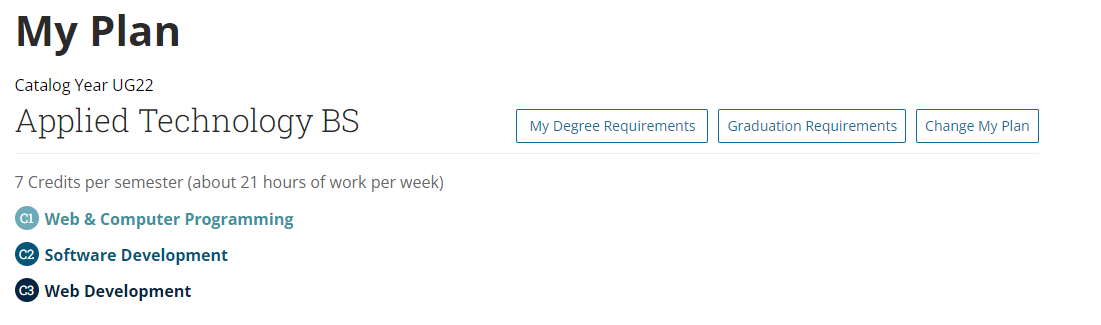 My Plan
Catalog Year UG22
Applied Technology BS
My Degree Requirements
Graduation Requirements
Change My Plan
7 Credits per semester (about 21 hours of work per week)
C1 Web & Computer Programming
C2 Software Development
C3 Web Development